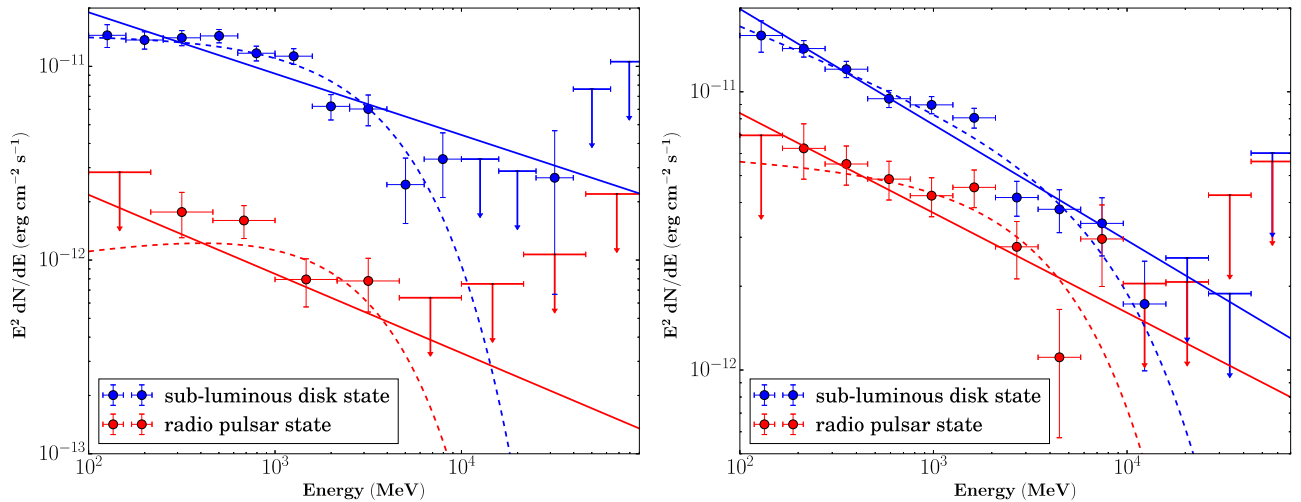 10⁻¹¹
10⁻¹²
10⁻¹³
E² dN/dE (erg cm⁻² s⁻¹)
sub-luminous disk state
radio pulsar state
10²
10³
10⁴
Energy (MeV)
10⁻¹¹
10⁻¹²
E² dN/dE (erg cm⁻² s⁻¹)
sub-luminous disk state
radio pulsar state
10²
10³
10⁴
Energy (MeV)